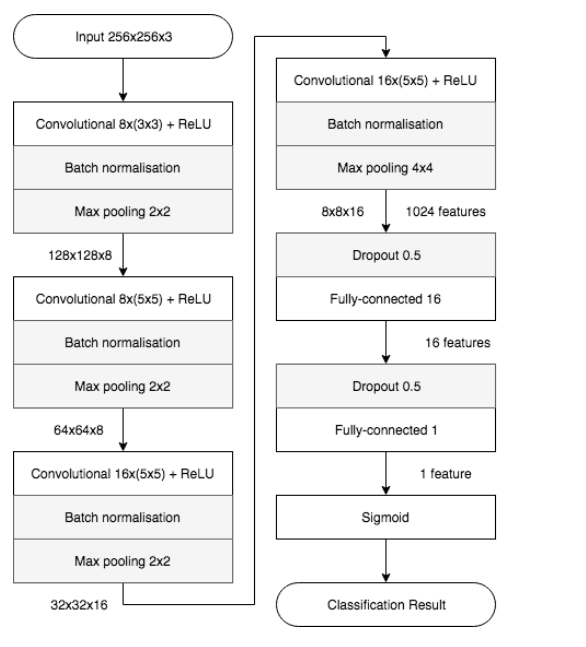 Input 256x256x3
Convolutional 8x(3x3) + ReLU
Batch normalisation
Max pooling 2x2
128x128x8
Convolutional 8x(5x5) + ReLU
Batch normalisation
Max pooling 2x2
64x64x8
Convolutional 16x(5x5) + ReLU
Batch normalisation
Max pooling 2x2
32x32x16
Convolutional 16x(5x5) + ReLU
Batch normalisation
Max pooling 4x4
8x8x16 1024 features
Dropout 0.5
Fully-connected 16
16 features
Dropout 0.5
Fully-connected 1
1 feature
Sigmoid
Classification Result